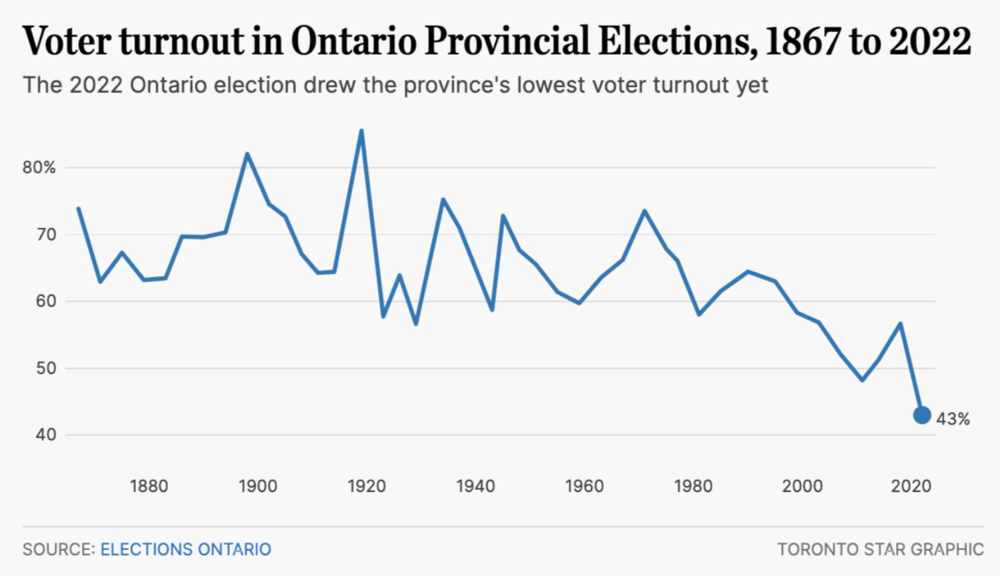 Voter turnout in Ontario Provincial Elections, 1867 to 2022
The 2022 Ontario election drew the province's lowest voter turnout yet
80%
70
60
50
40
43%
1880 1900 1920 1940 1960 1980 2000 2020
SOURCE: ELECTIONS ONTARIO
TORONTO STAR GRAPHIC